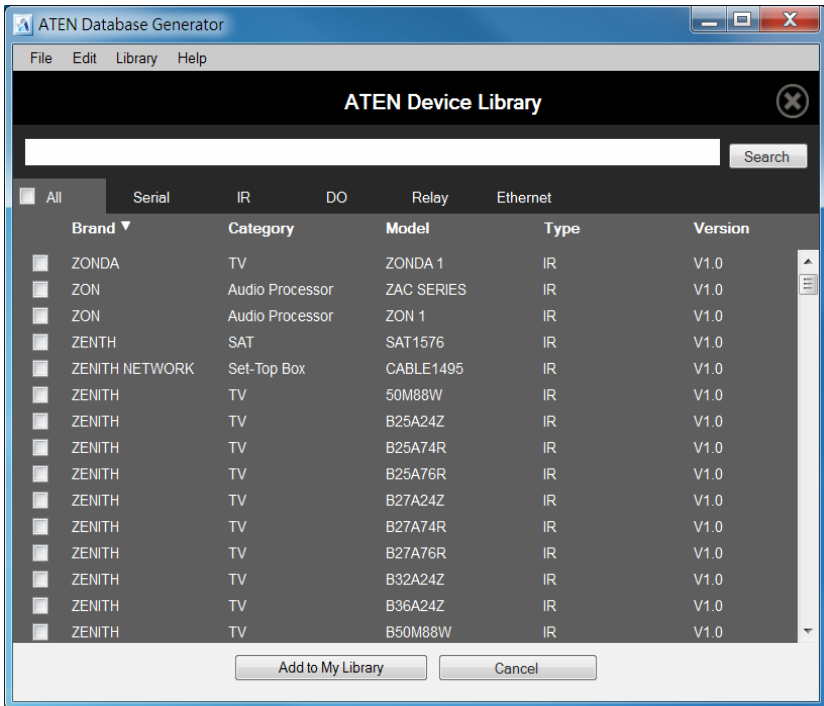 ATEN Database Generator
File Edit Library Help
ATEN Device Library
Search
All Serial IR DO Relay Ethernet
Brand Category Model Type Version
ZONDA TV ZONDA 1 IR V1.0
ZON Audio Processor ZAC SERIES IR V1.0
ZON Audio Processor ZON 1 IR V1.0
ZENTH SAT SAT1576 IR V1.0
ZENITH NETWORK Set-Top Box CABLE1495 IR V1.0
ZENITH TV 50M88W IR V1.0
ZENITH TV B25A24Z IR V1.0
ZENITH TV B25A74R IR V1.0
ZENITH TV B25A76R IR V1.0
ZENITH TV B27A24Z IR V1.0
ZENITH TV B27A74R IR V1.0
ZENITH TV B27A76R IR V1.0
ZENITH TV B32A24Z IR V1.0
ZENITH TV B36A24Z IR V1.0
ZENITH TV B50M88W IR V1.0
Add to My Library Cancel